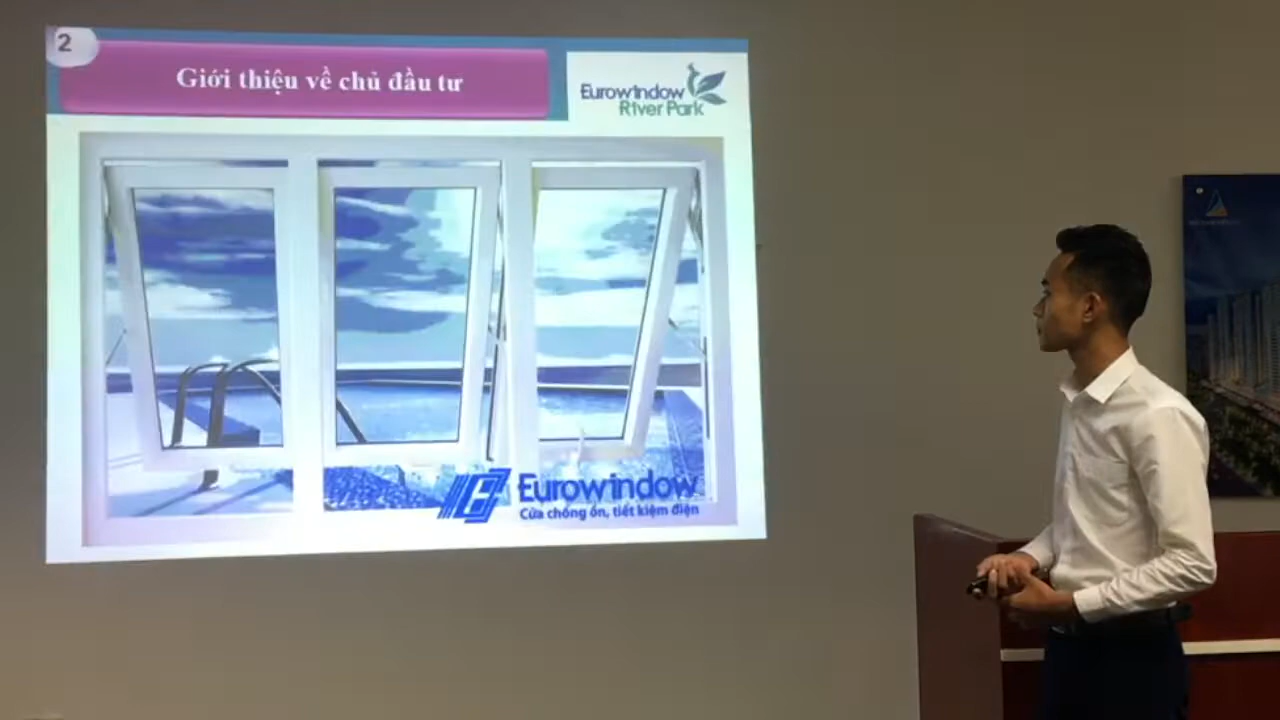 2
Giới thiệu về chủ đầu tư
Eurowindow
River Park
Eurowindow
Cửa chống ồn, tiết kiệm điện